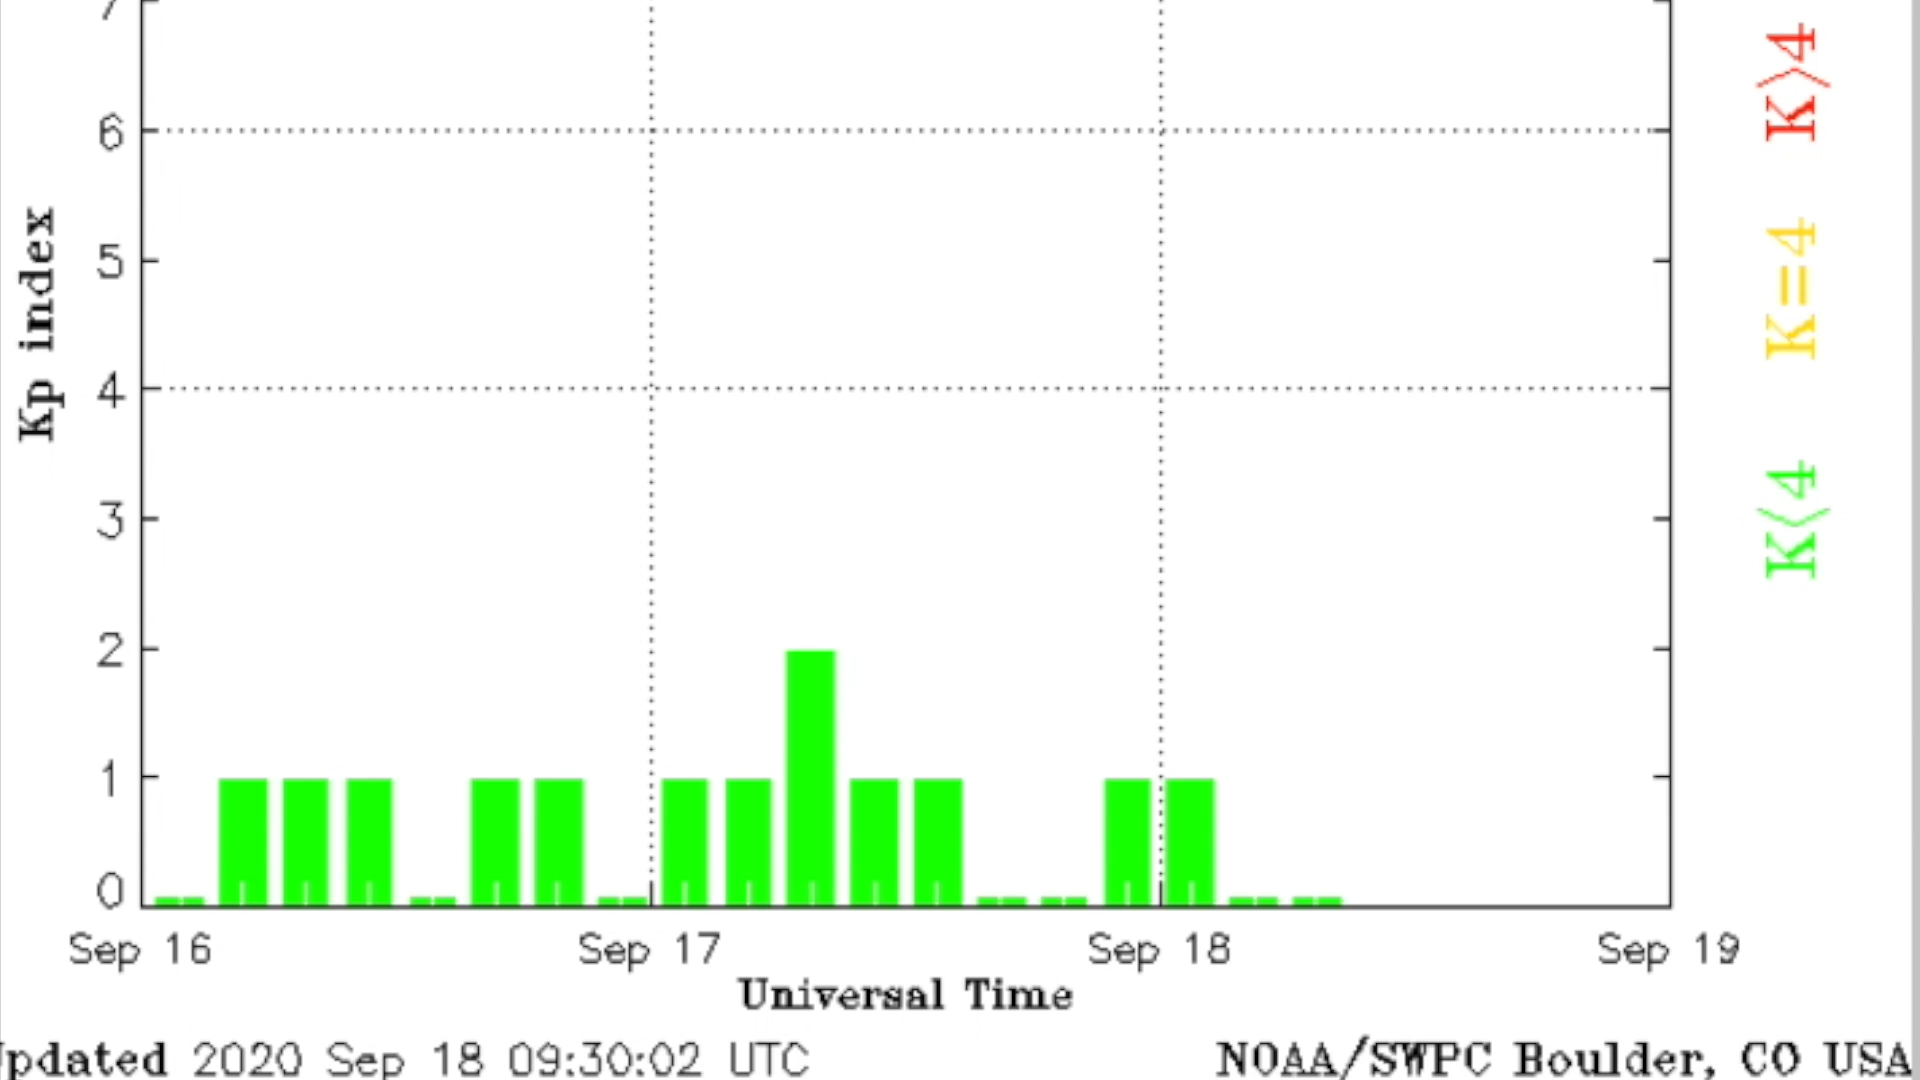 7
6
5
4
3
2
1
0
Kp index
K<4 K=4 K>4
Sep 16 Sep 17 Sep 18 Sep 19
Universal Time
Updated 2020 Sep 18 09:30:02 UTC NOAA/SWPC Boulder, CO USA